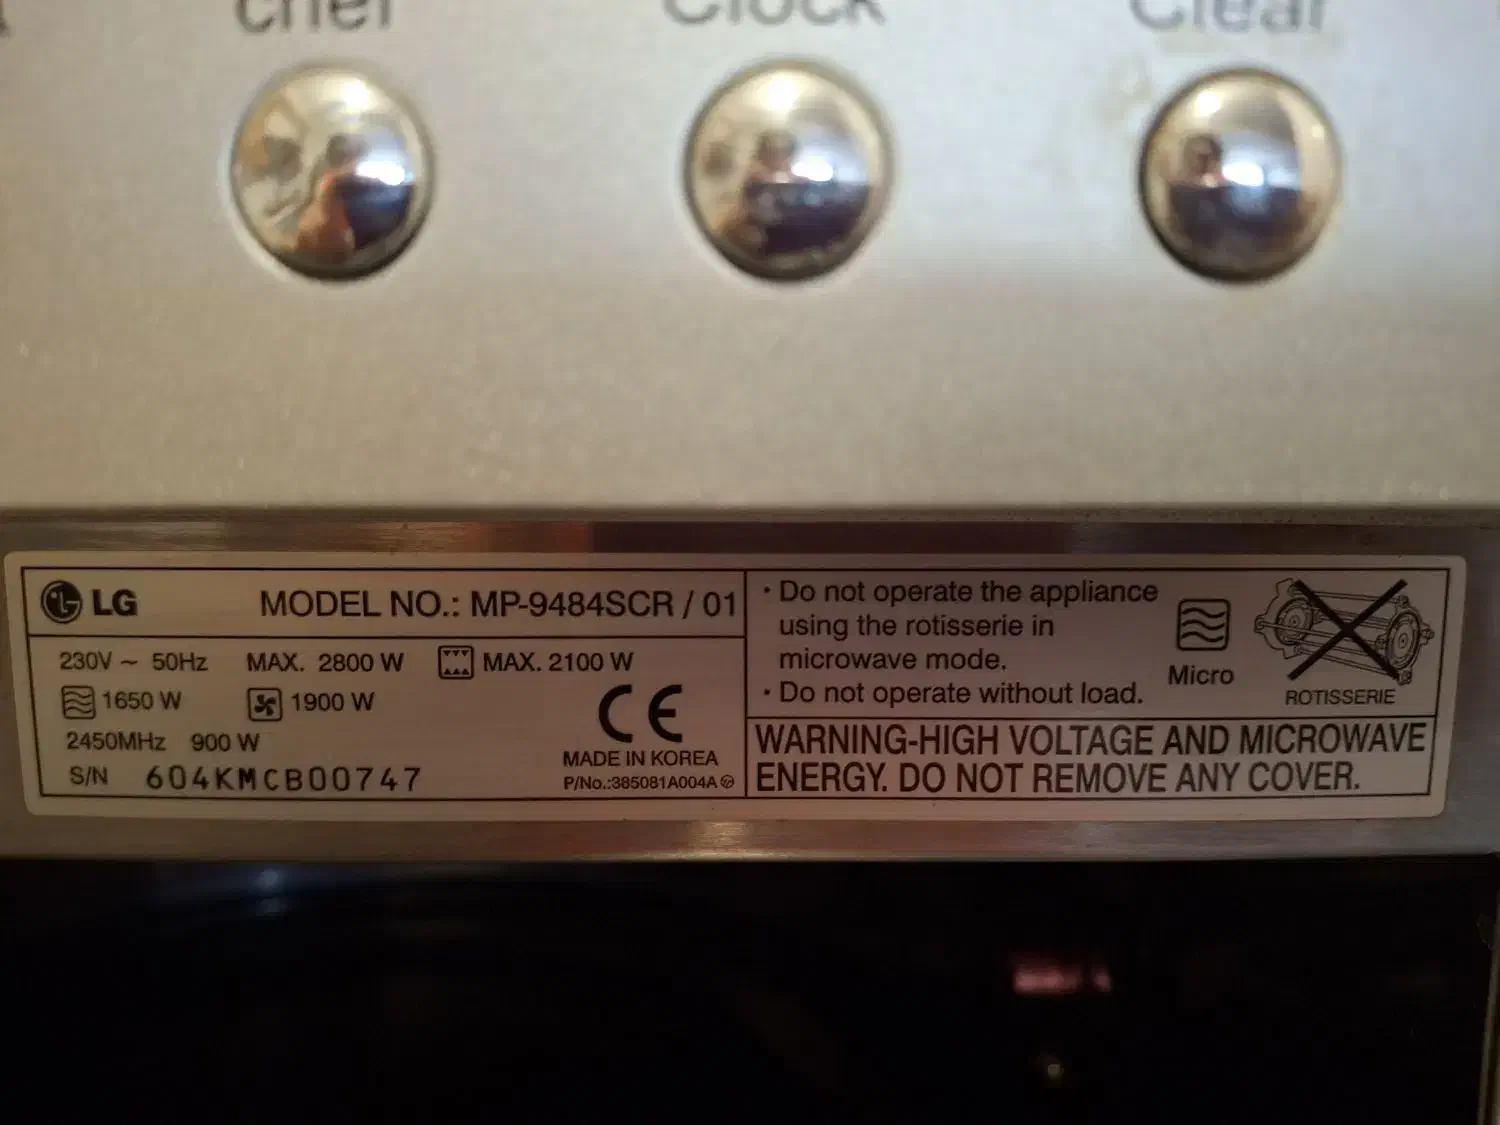 chef Clock Clear
LG MODEL NO.: MP-9484SCR / 01
230V ~ 50Hz MAX. 2800 W MAX. 2100 W
1650 W 1900 W
2450MHz 900 W CE
MADE IN KOREA
S/N 604KMCB00747 P/No.:385081A004A
· Do not operate the appliance
using the rotisserie in
microwave mode.
· Do not operate without load.
Micro
ROTISSERIE
WARNING-HIGH VOLTAGE AND MICROWAVE
ENERGY. DO NOT REMOVE ANY COVER.